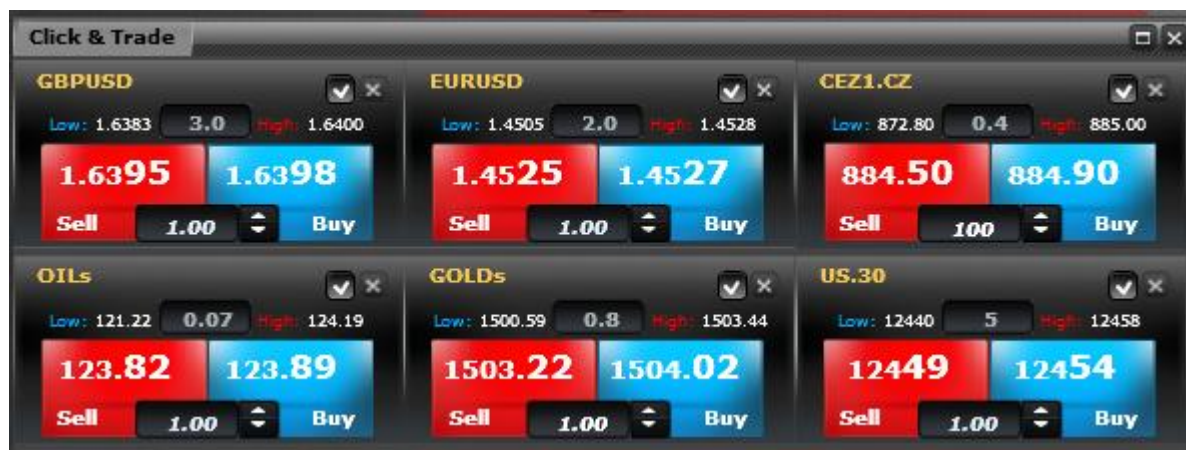 Click & Trade
GBPUSD
Low: 1.6383 3.0 High: 1.6400
1.6395 1.6398
Sell 1.00 Buy
EURUSD
Low: 1.4505 2.0 High: 1.4528
1.4525 1.4527
Sell 1.00 Buy
CEZ1.CZ
Low: 872.80 0.4 High: 885.00
884.50 884.90
Sell 100 Buy
OILs
Low: 121.22 0.07 High: 124.19
123.82 123.89
Sell 1.00 Buy
GOLDs
Low: 1500.59 0.8 High: 1503.44
1503.22 1504.02
Sell 1.00 Buy
US.30
Low: 12440 5 High: 12458
12449 12454
Sell 1.00 Buy